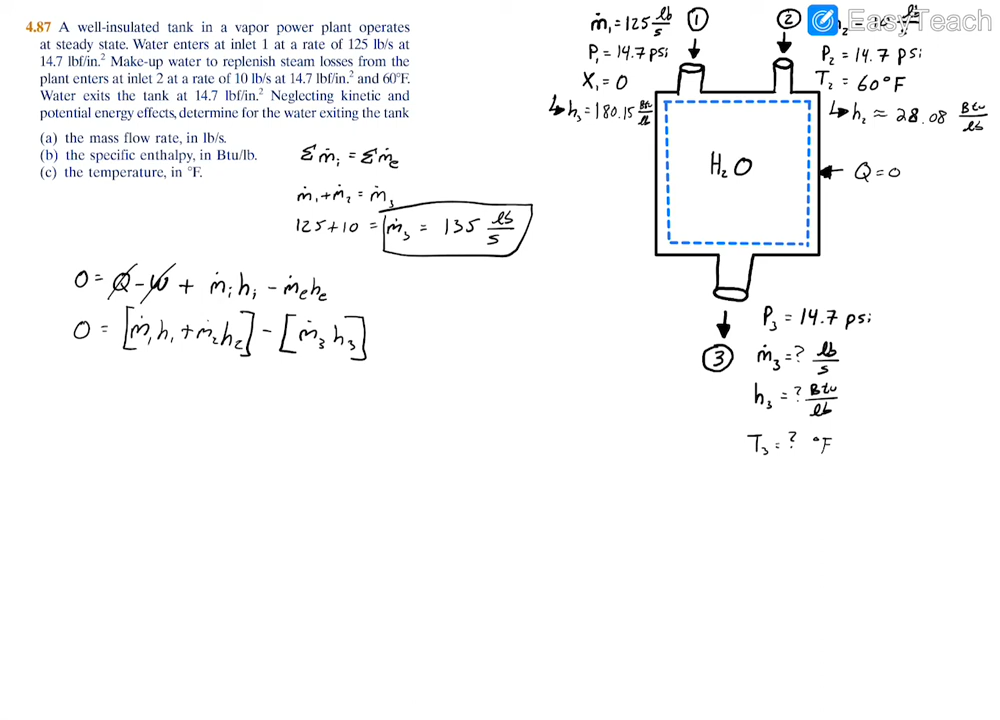 4.87 A well-insulated tank in a vapor power plant operates
at steady state. Water enters at inlet 1 at a rate of 125 lb/s at
14.7 lbf/in.² Make-up water to replenish steam losses from the
plant enters at inlet 2 at a rate of 10 lb/s at 14.7 lbf/in.² and 60°F.
Water exits the tank at 14.7 lbf/in.² Neglecting kinetic and
potential energy effects, determine for the water exiting the tank
(a) the mass flow rate, in lb/s.
(b) the specific enthalpy, in Btu/lb.
(c) the temperature, in °F.
Σṁᵢ = Σṁₑ
ṁ₁ + ṁ₂ = ṁ₃
125 + 10 = ṁ₃ = 135 lb/s
0 = Q - W + ṁᵢhᵢ - ṁₑhₑ
0 = [ṁ₁h₁ + ṁ₂h₂] - [ṁ₃h₃]
ṁ₁ = 125 lb/s
①
P₁ = 14.7 psi
X₁ = 0
↳ h₃ = 180.15 Btu/lb
②
EasyTeach
P₂ = 14.7 psi
T₂ = 60°F
↳ h₂ ≈ 28.08 Btu/lb
H₂O
Q = 0
P₃ = 14.7 psi
③
ṁ₃ = ? lb/s
h₃ = ? Btu/lb
T₃ = ? °F